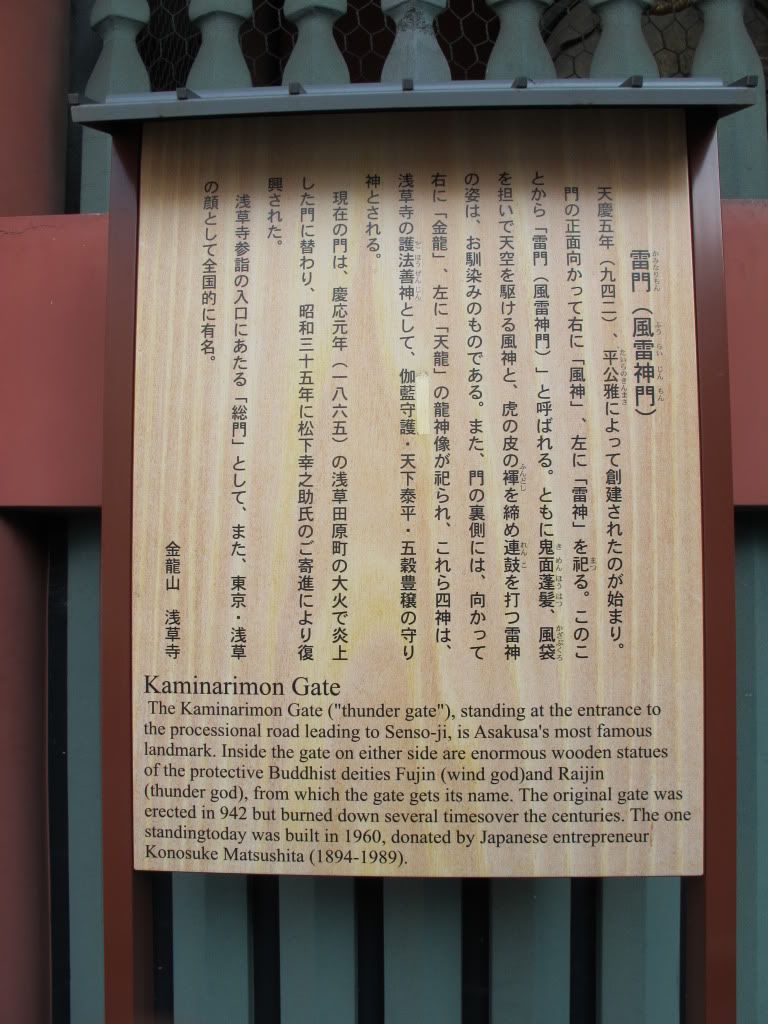 雷門（風雷神門）
天慶五年（九四二）、平公雅によって創建されたのが始まり。
門の正面向かって右に「風神」、左に「雷神」を祀る。このこ
とから「雷門（風雷神門）」と呼ばれる。ともに鬼面蓬髪、風袋
を担いで天空を駆ける風神と、虎の皮の褌を締め連鼓を打つ雷神
の姿は、お馴染みのものである。また、門の裏側には、向かって
右に「金龍」、左に「天龍」の龍神像が祀られ、これら四神は、
浅草寺の護法善神として、伽藍守護・天下泰平・五穀豊穣の守り
神とされる。
現在の門は、慶応元年（一八六五）の浅草田原町の大火で炎上
した門に替わり、昭和三十五年に松下幸之助氏のご寄進により復
興された。
浅草寺参詣の入口にあたる「総門」として、また、東京・浅草
の顔として全国的に有名。
金龍山　浅草寺
Kaminarimon Gate
The Kaminarimon Gate ("thunder gate"), standing at the entrance to
the processional road leading to Senso-ji, is Asakusa's most famous
landmark. Inside the gate on either side are enormous wooden statues
of the protective Buddhist deities Fujin (wind god)and Raijin
(thunder god), from which the gate gets its name. The original gate was
erected in 942 but burned down several timesover the centuries. The one
standingtoday was built in 1960, donated by Japanese entrepreneur
Konosuke Matsushita (1894-1989).